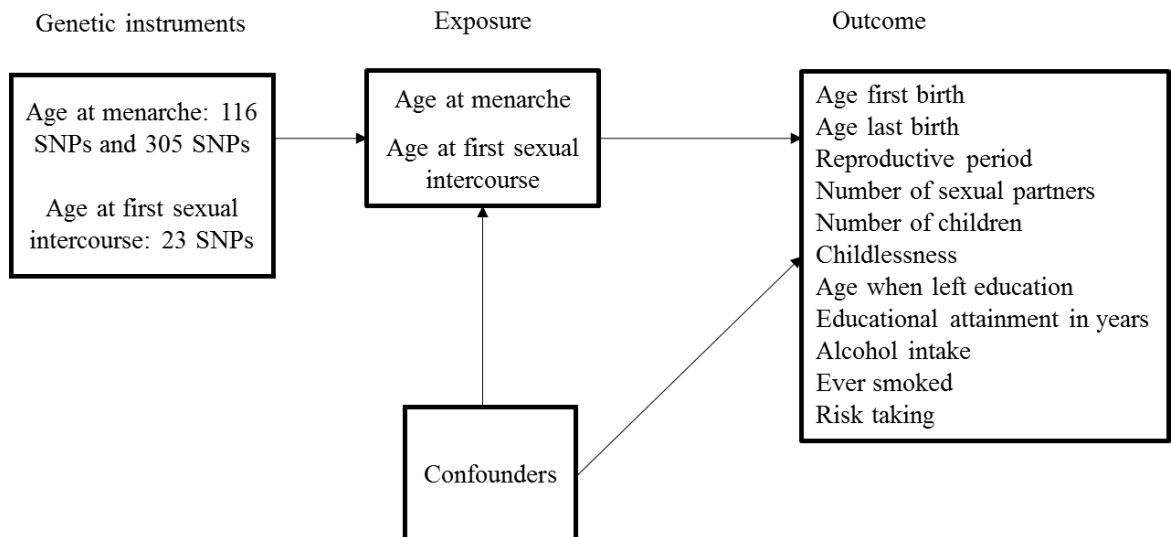 Genetic instruments
Exposure
Outcome
Age at menarche: 116
SNPs and 305 SNPs
Age at first sexual
intercourse: 23 SNPs
Age at menarche
Age at first sexual
intercourse
Age first birth
Age last birth
Reproductive period
Number of sexual partners
Number of children
Childlessness
Age when left education
Educational attainment in years
Alcohol intake
Ever smoked
Risk taking
Confounders